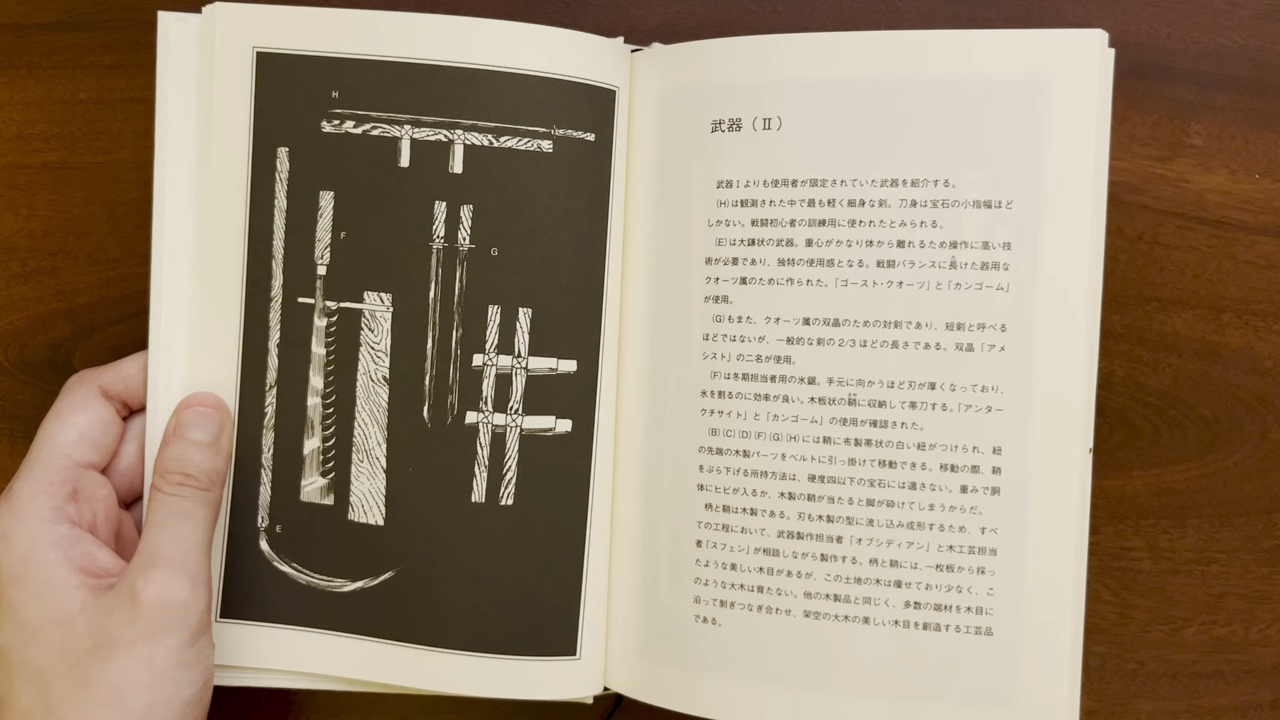 H
F
G
E
武器（Ⅱ）
武器Ⅰよりも使用者が限定されていた武器を紹介する。
(H)は観測された中で最も軽く細身な剣。刀身は宝石の小指幅ほど
しかない。戦闘初心者の訓練用に使われたとみられる。
(E)は大鎌状の武器。重心がかなり体から離れるため操作に高い技
術が必要であり、独特の使用感となる。戦闘バランスに長けた器用な
クオーツ属のために作られた。「ゴースト・クオーツ」と「カンゴーム」
が使用。
(G)もまた、クオーツ属の双晶のための対剣であり、短剣と呼べる
ほどではないが、一般的な剣の2/3ほどの長さである。双晶「アメ
シスト」の二名が使用。
(F)は冬期担当者用の氷鋸。手元に向かうほど刃が厚くなっており、
氷を割るのに効率が良い。木板状の鞘に収納して帯刀する。「アンター
クチサイト」と「カンゴーム」の使用が確認された。
(B)(C)(D)(F)(G)(H)には鞘に布製帯状の白い紐がつけられ、紐
の先端の木製パーツをベルトに引っ掛けて移動できる。移動の際、鞘
をぶら下げる所持方法は、硬度四以下の宝石には適さない。重みで胴
体にヒビが入るか、木製の鞘が当たると脚が砕けてしまうからだ。
柄と鞘は木製である。刃も木製の型に流し込み成形するため、すべ
ての工程において、武器製作担当者「オブシディアン」と木工芸担当
者「スフェン」が相談しながら製作する。柄と鞘には、一枚板から採っ
たような美しい木目があるが、この土地の木は痩せており少なく、こ
のような大木は育たない。他の木製品と同じく、多数の端材を木目に
沿って剝ぎつなぎ合わせ、架空の大木の美しい木目を創造する工芸品
である。